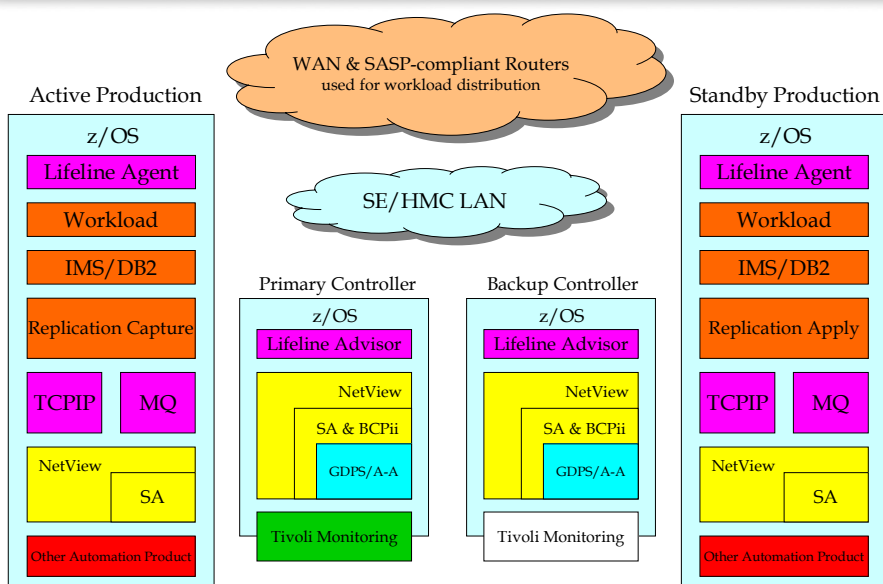 WAN & SASP-compliant Routers
used for workload distribution
SE/HMC LAN
Active Production
z/OS
Lifeline Agent
Workload
IMS/DB2
Replication Capture
TCPIP
MQ
NetView
SA
Other Automation Product
Primary Controller
z/OS
Lifeline Advisor
NetView
SA & BCPii
GDPS/A-A
Tivoli Monitoring
Backup Controller
z/OS
Lifeline Advisor
NetView
SA & BCPii
GDPS/A-A
Tivoli Monitoring
Standby Production
z/OS
Lifeline Agent
Workload
IMS/DB2
Replication Apply
TCPIP
MQ
NetView
SA
Other Automation Product